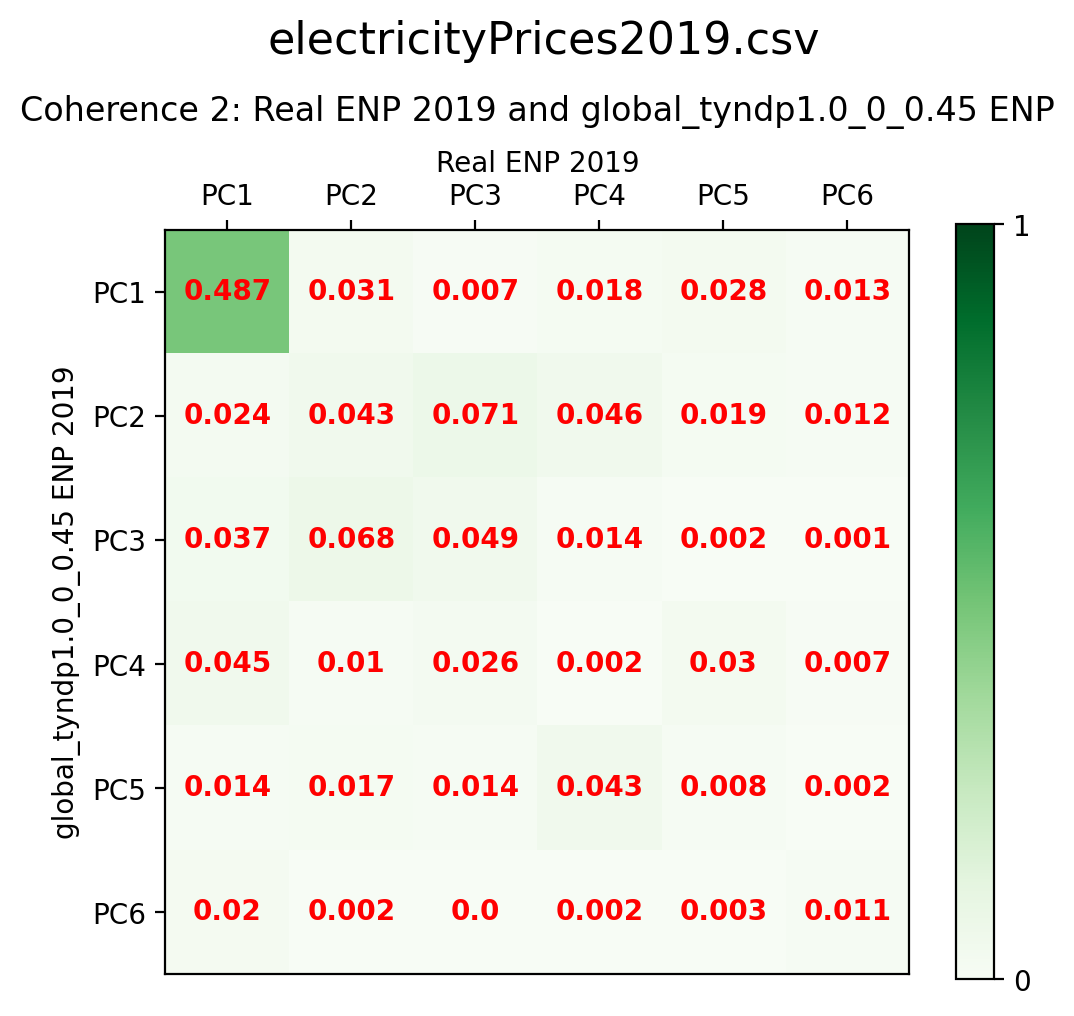 electricityPrices2019.csv
Coherence 2: Real ENP 2019 and global_tyndp1.0_0_0.45 ENP
Real ENP 2019
PC1 PC2 PC3 PC4 PC5 PC6
global_tyndp1.0_0_0.45 ENP 2019
PC1 0.487 0.031 0.007 0.018 0.028 0.013
PC2 0.024 0.043 0.071 0.046 0.019 0.012
PC3 0.037 0.068 0.049 0.014 0.002 0.001
PC4 0.045 0.01 0.026 0.002 0.03 0.007
PC5 0.014 0.017 0.014 0.043 0.008 0.002
PC6 0.02 0.002 0.0 0.002 0.003 0.011
1
0